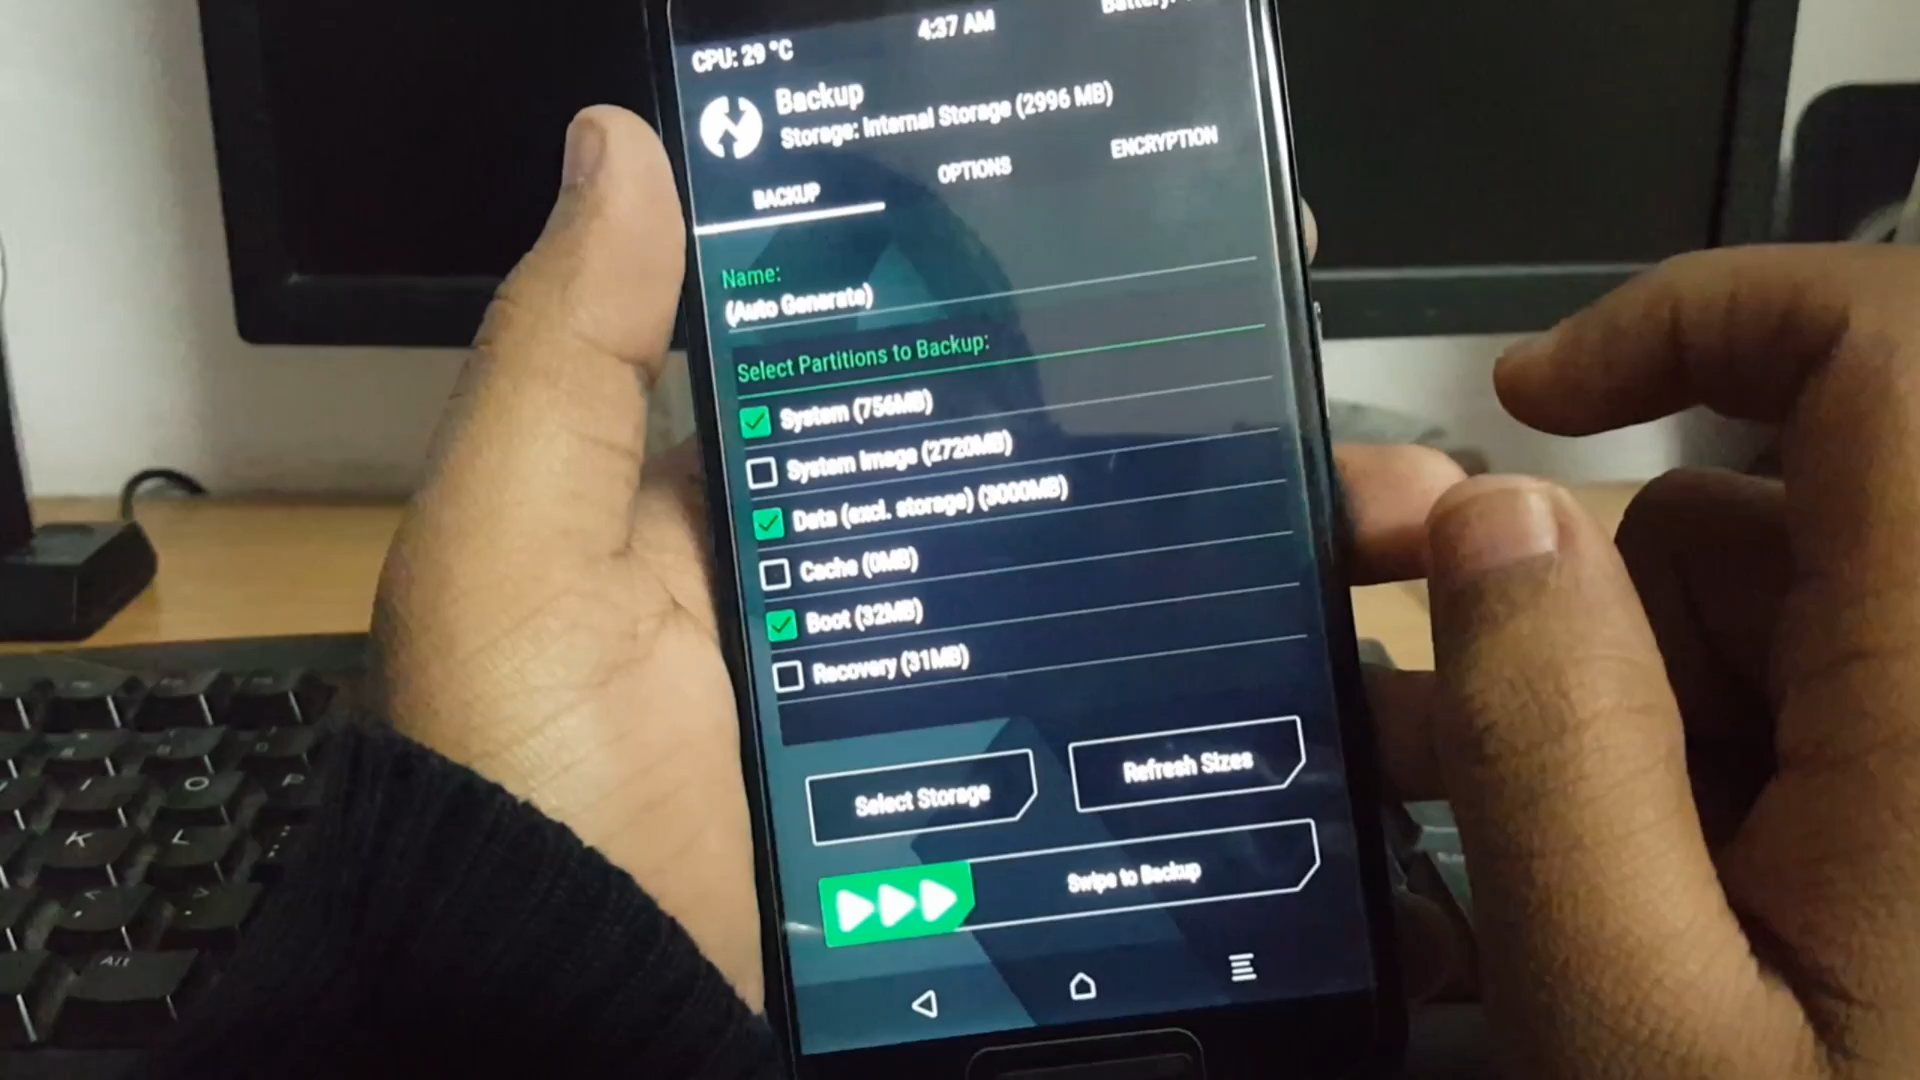 4:37 AM
CPU: 29 °C
Backup
Storage: Internal Storage (2996 MB)
BACKUP
OPTIONS
ENCRYPTION
Name:
(Auto Generate)
Select Partitions to Backup:
System (756MB)
System Image (2720MB)
Data (excl. storage) (3000MB)
Cache (0MB)
Boot (32MB)
Recovery (31MB)
Select Storage
Refresh Sizes
Swipe to Backup
O
P
K
L
Alt